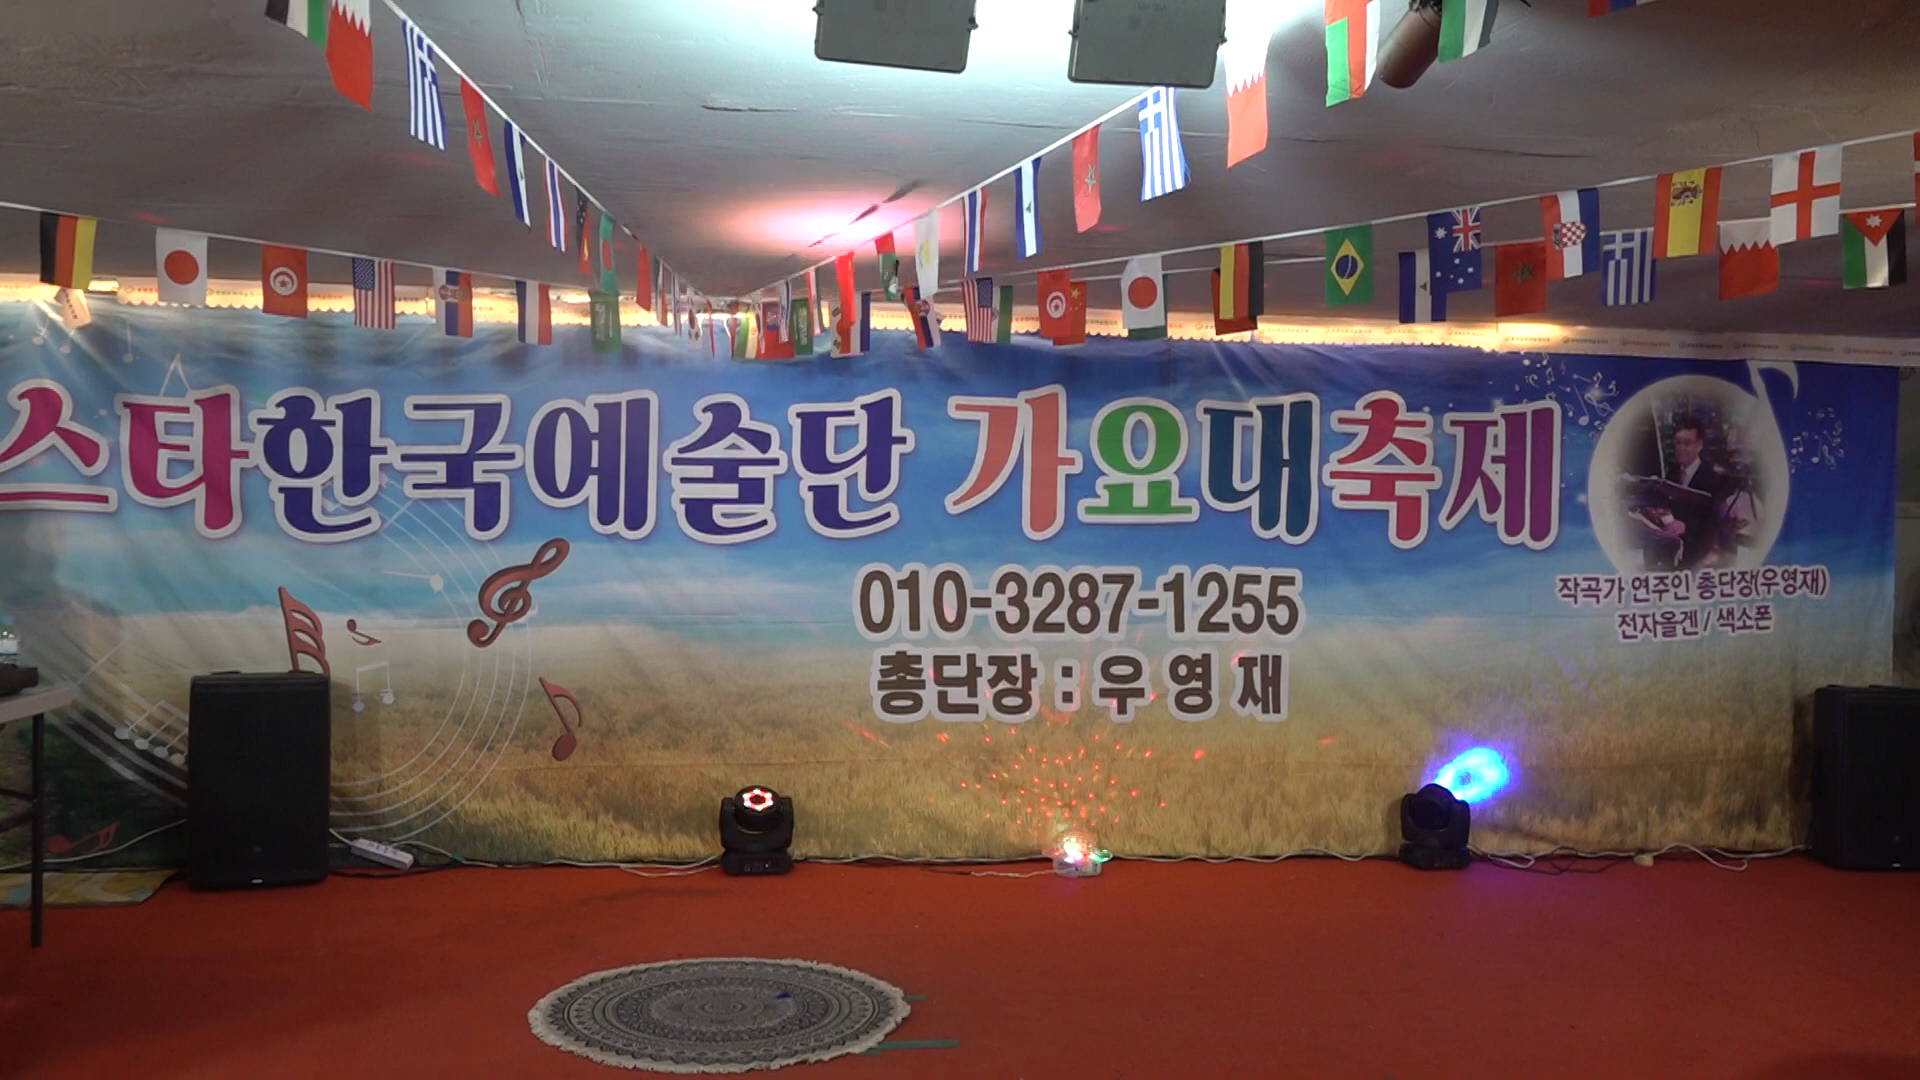 스타한국예술단 가요대축제
010-3287-1255
총단장 : 우 영 재
작곡가 연주인 총단장(우영재)
전자올겐 / 색소폰